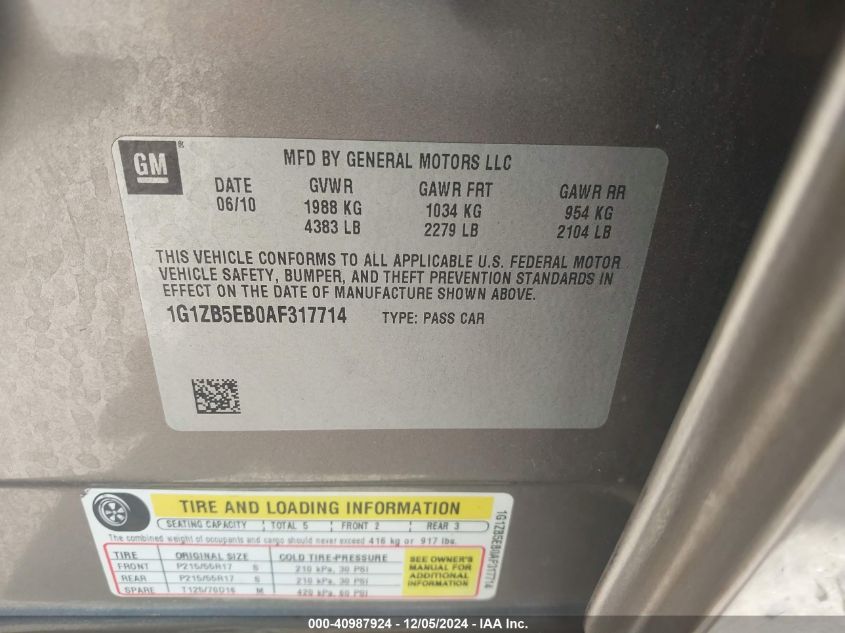 GM
MFD BY GENERAL MOTORS LLC
DATE GVWR GAWR FRT GAWR RR
06/10 1988 KG 1034 KG 954 KG
4383 LB 2279 LB 2104 LB
THIS VEHICLE CONFORMS TO ALL APPLICABLE U.S. FEDERAL MOTOR
VEHICLE SAFETY, BUMPER, AND THEFT PREVENTION STANDARDS IN
EFFECT ON THE DATE OF MANUFACTURE SHOWN ABOVE.
1G1ZB5EB0AF317714 TYPE: PASS CAR
TIRE AND LOADING INFORMATION
SEATING CAPACITY TOTAL 5 FRONT 2 REAR 3
The combined weight of occupants and cargo should never exceed 416 kg or 917 lbs.
TIRE ORIGINAL SIZE COLD TIRE PRESSURE
FRONT P215/55R17 S 210 kPa, 30 PSI
REAR P215/55R17 S 210 kPa, 30 PSI
SPARE T125/70D16 M 420 kPa, 60 PSI
SEE OWNER'S
MANUAL FOR
ADDITIONAL
INFORMATION
1G1ZB5EB0AF317714
000-40987924 - 12/05/2024 - IAA Inc.